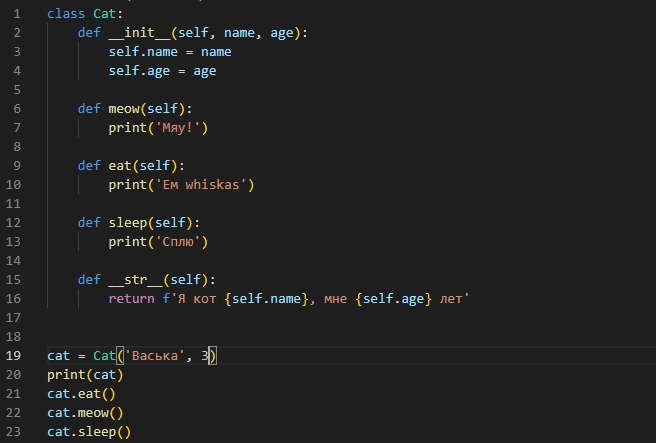 1 class Cat:
2     def __init__(self, name, age):
3         self.name = name
4         self.age = age
5
6     def meow(self):
7         print('Мяу!')
8
9     def eat(self):
10         print('Ем whiskas')
11
12     def sleep(self):
13         print('Сплю')
14
15     def __str__(self):
16         return f'Я кот {self.name}, мне {self.age} лет'
17
18
19 cat = Cat('Васька', 3)
20 print(cat)
21 cat.eat()
22 cat.meow()
23 cat.sleep()